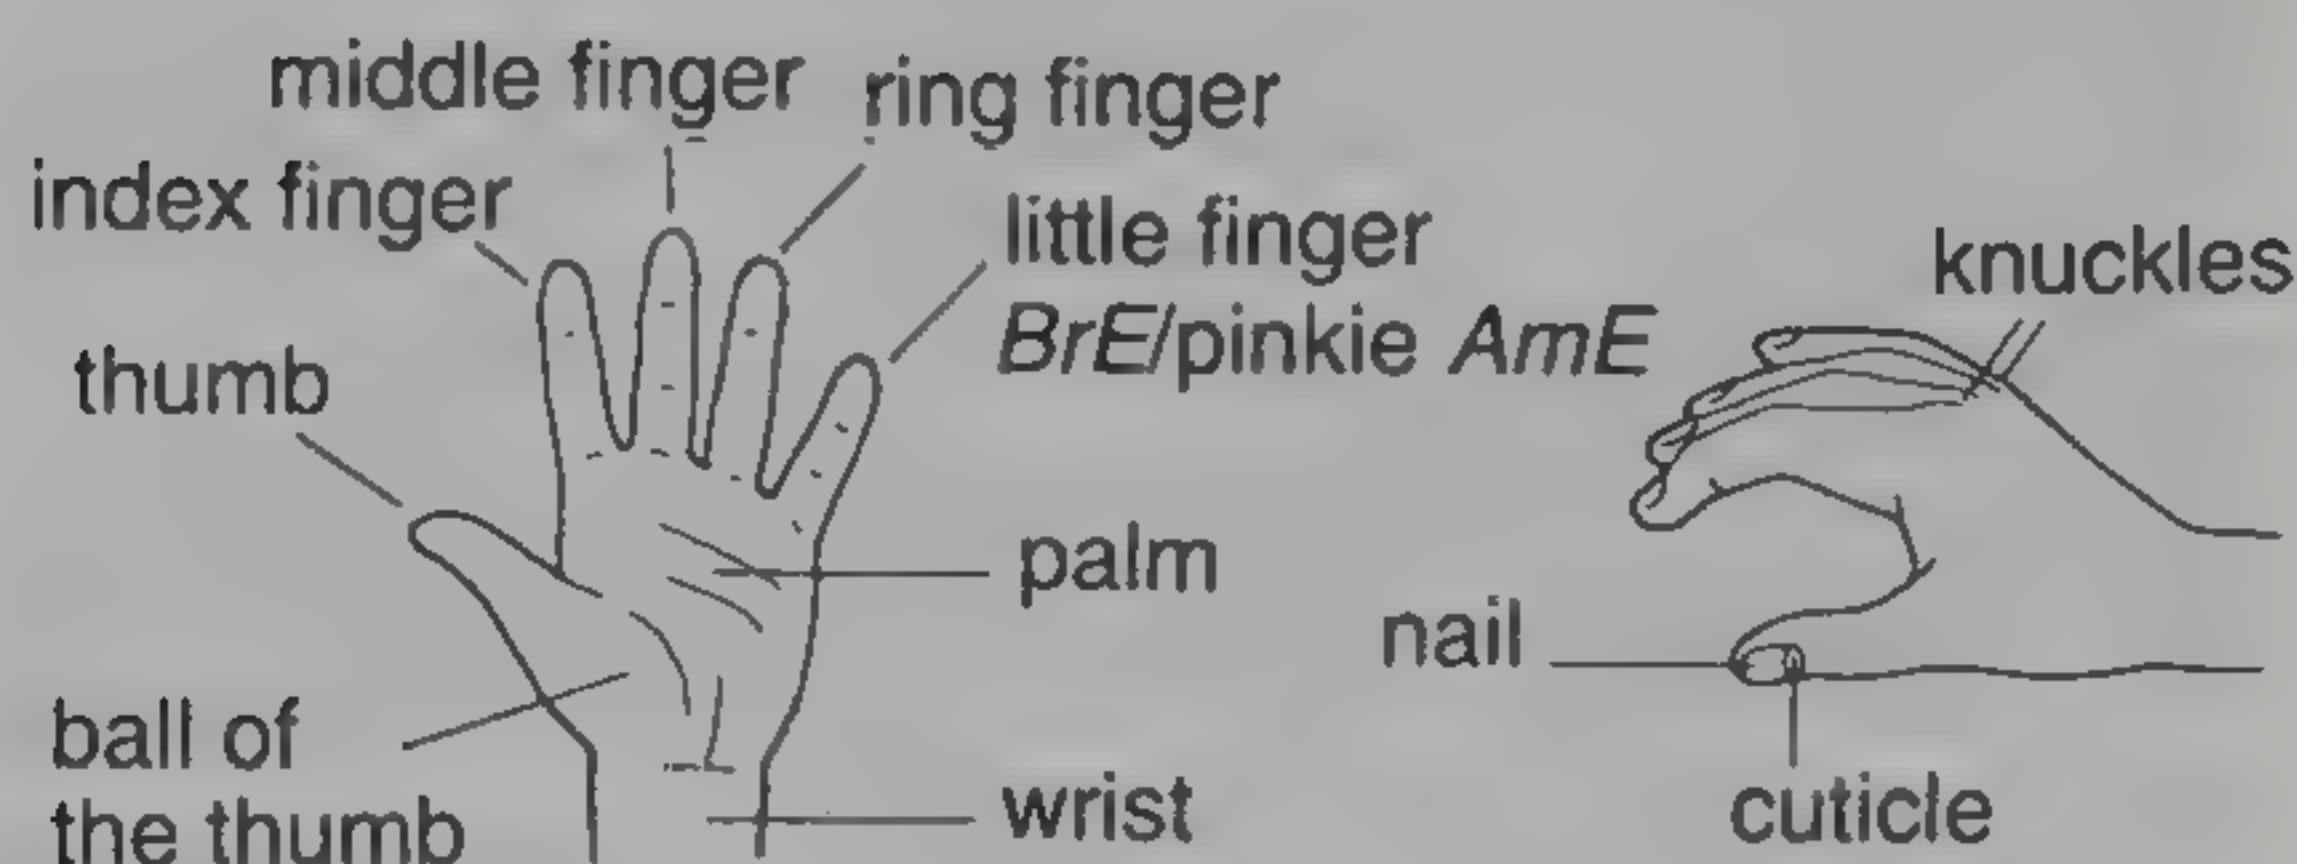 middle finger
ring finger
index finger
little finger
BrE/pinkie AmE
knuckles
thumb
palm
nail
ball of
the thumb
wrist
cuticle